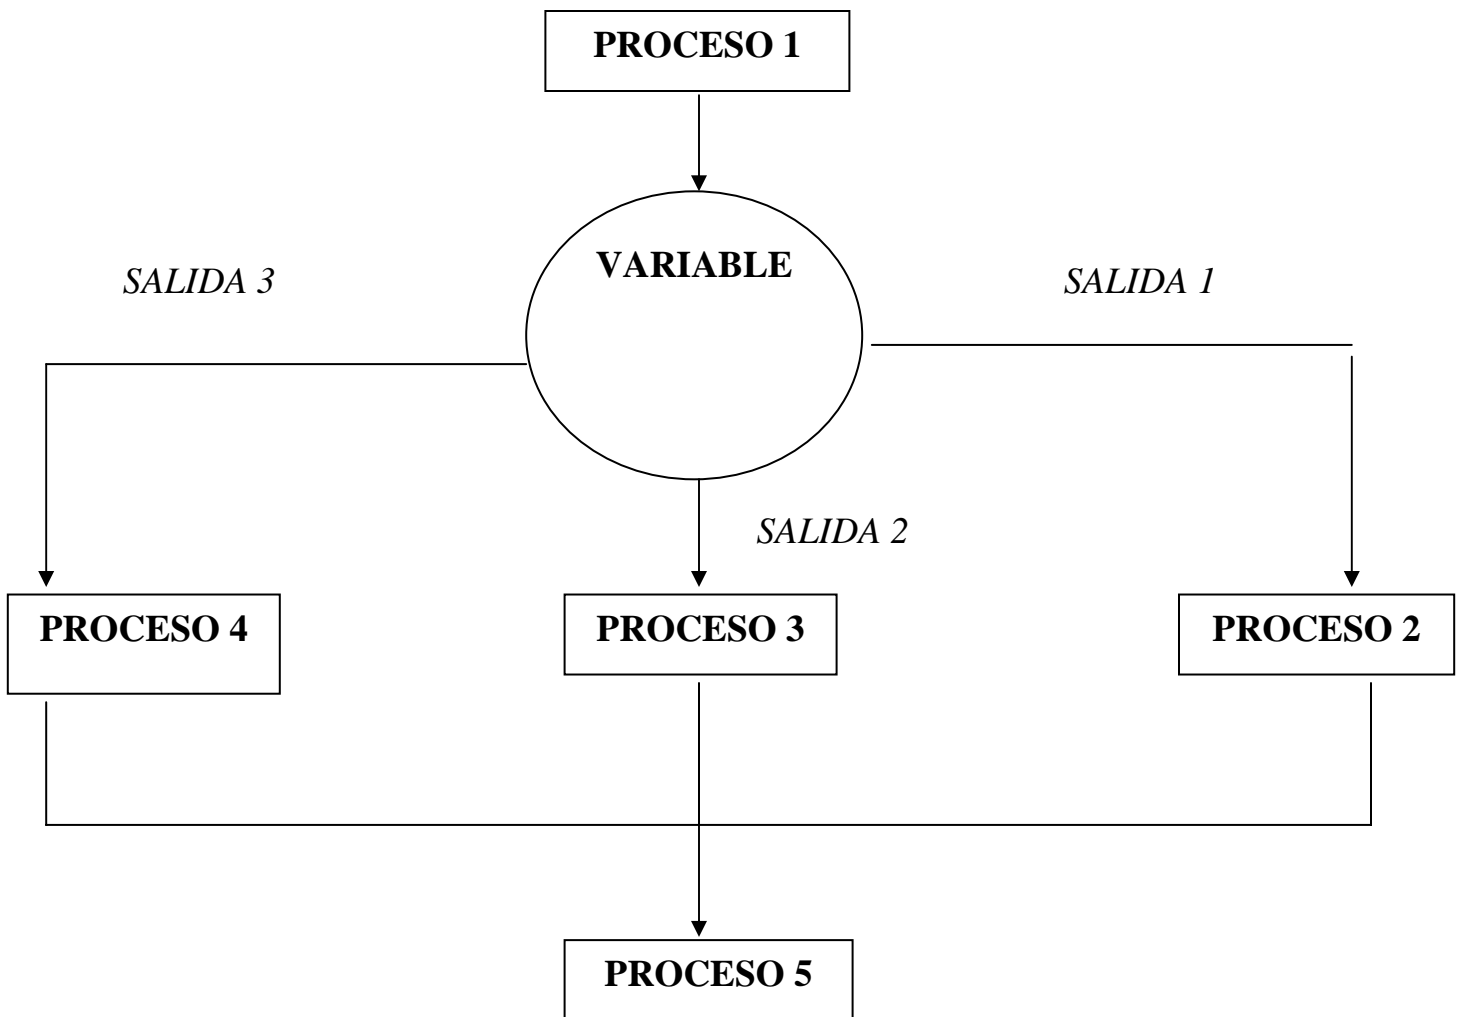 PROCESO 1
VARIABLE
SALIDA 3
SALIDA 1
SALIDA 2
PROCESO 4
PROCESO 3
PROCESO 2
PROCESO 5